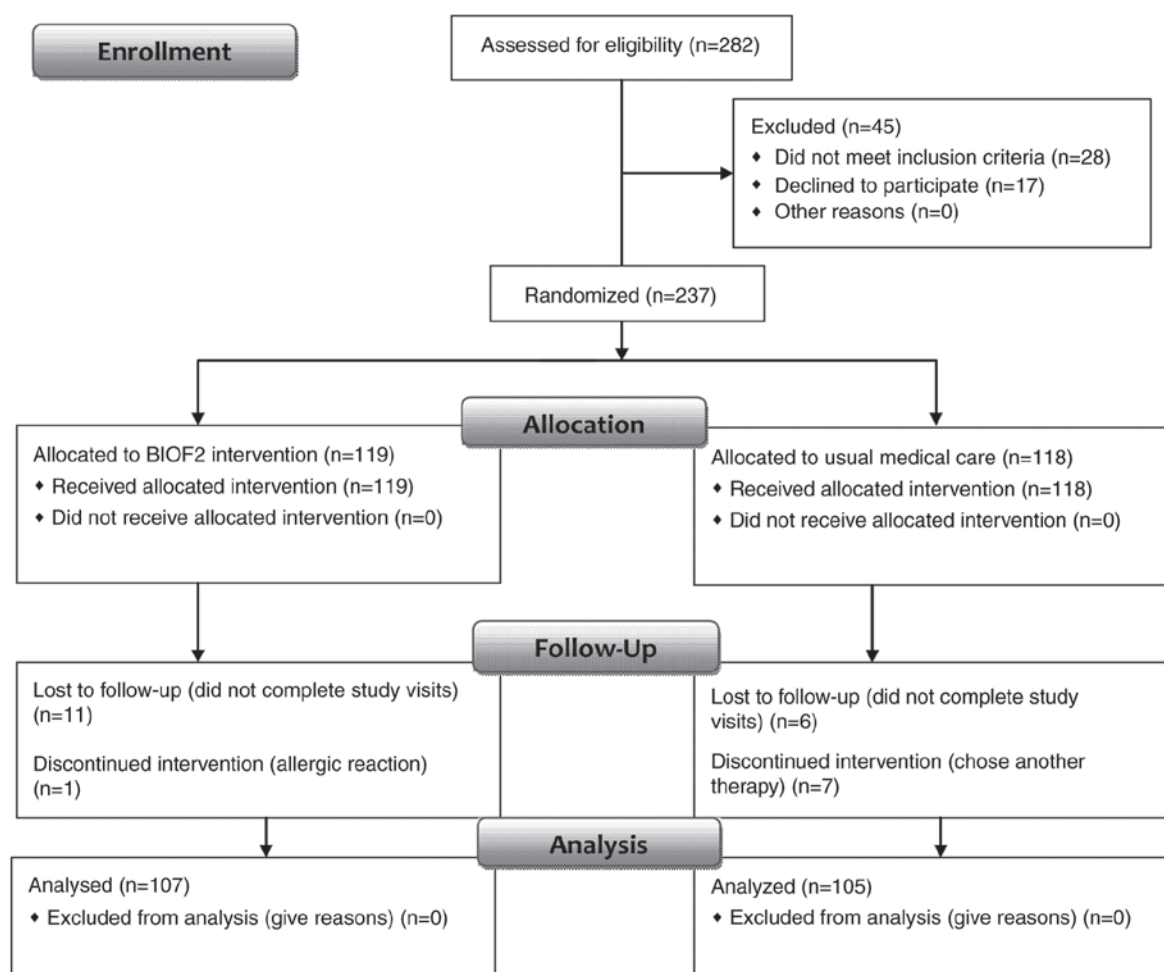 Enrollment
Assessed for eligibility (n=282)
Excluded (n=45)
♦ Did not meet inclusion criteria (n=28)
♦ Declined to participate (n=17)
♦ Other reasons (n=0)
Randomized (n=237)
Allocation
Allocated to BIOF2 intervention (n=119)
♦ Received allocated intervention (n=119)
♦ Did not receive allocated intervention (n=0)
Allocated to usual medical care (n=118)
♦ Received allocated intervention (n=118)
♦ Did not receive allocated intervention (n=0)
Follow-Up
Lost to follow-up (did not complete study visits)
(n=11)
Discontinued intervention (allergic reaction)
(n=1)
Lost to follow-up (did not complete study
visits) (n=6)
Discontinued intervention (chose another
therapy) (n=7)
Analysis
Analysed (n=107)
♦ Excluded from analysis (give reasons) (n=0)
Analyzed (n=105)
♦ Excluded from analysis (give reasons) (n=0)